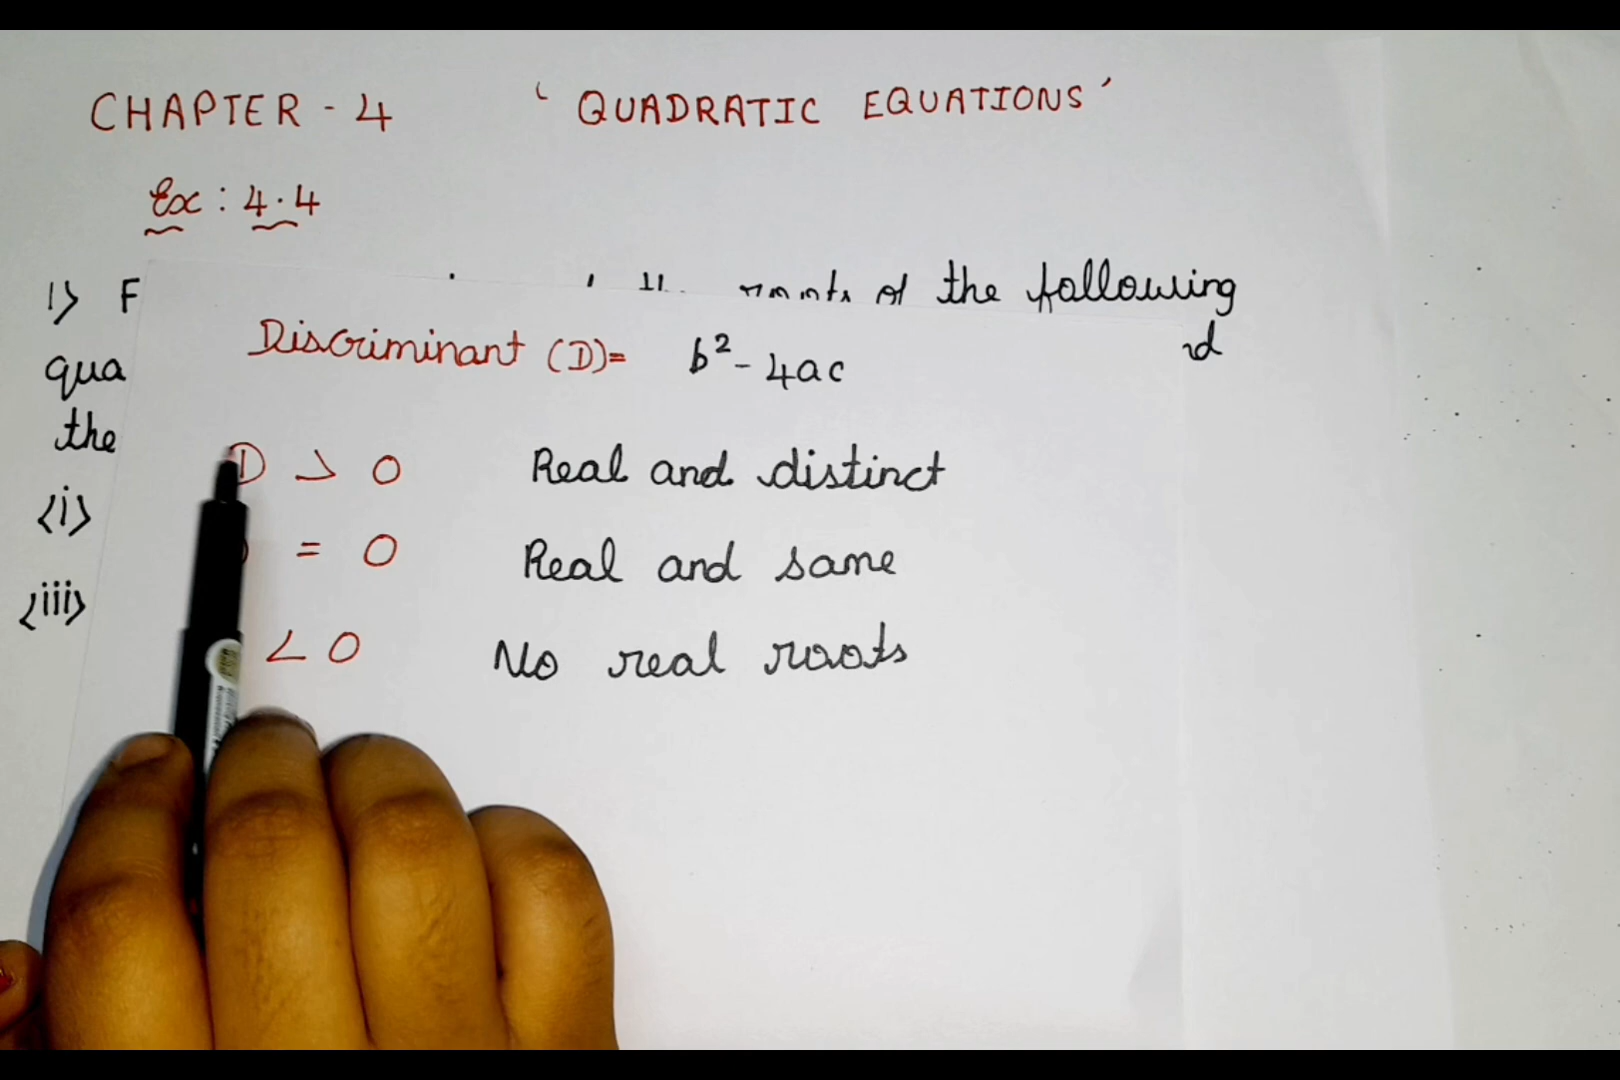 CHAPTER - 4 ‘ QUADRATIC EQUATIONS ’
Ex : 4.4
1> F of the following
qua
the
<i>
<iii>
Discriminant (D)= b² - 4ac
D > 0 Real and distinct
= 0 Real and same
< 0 No real roots